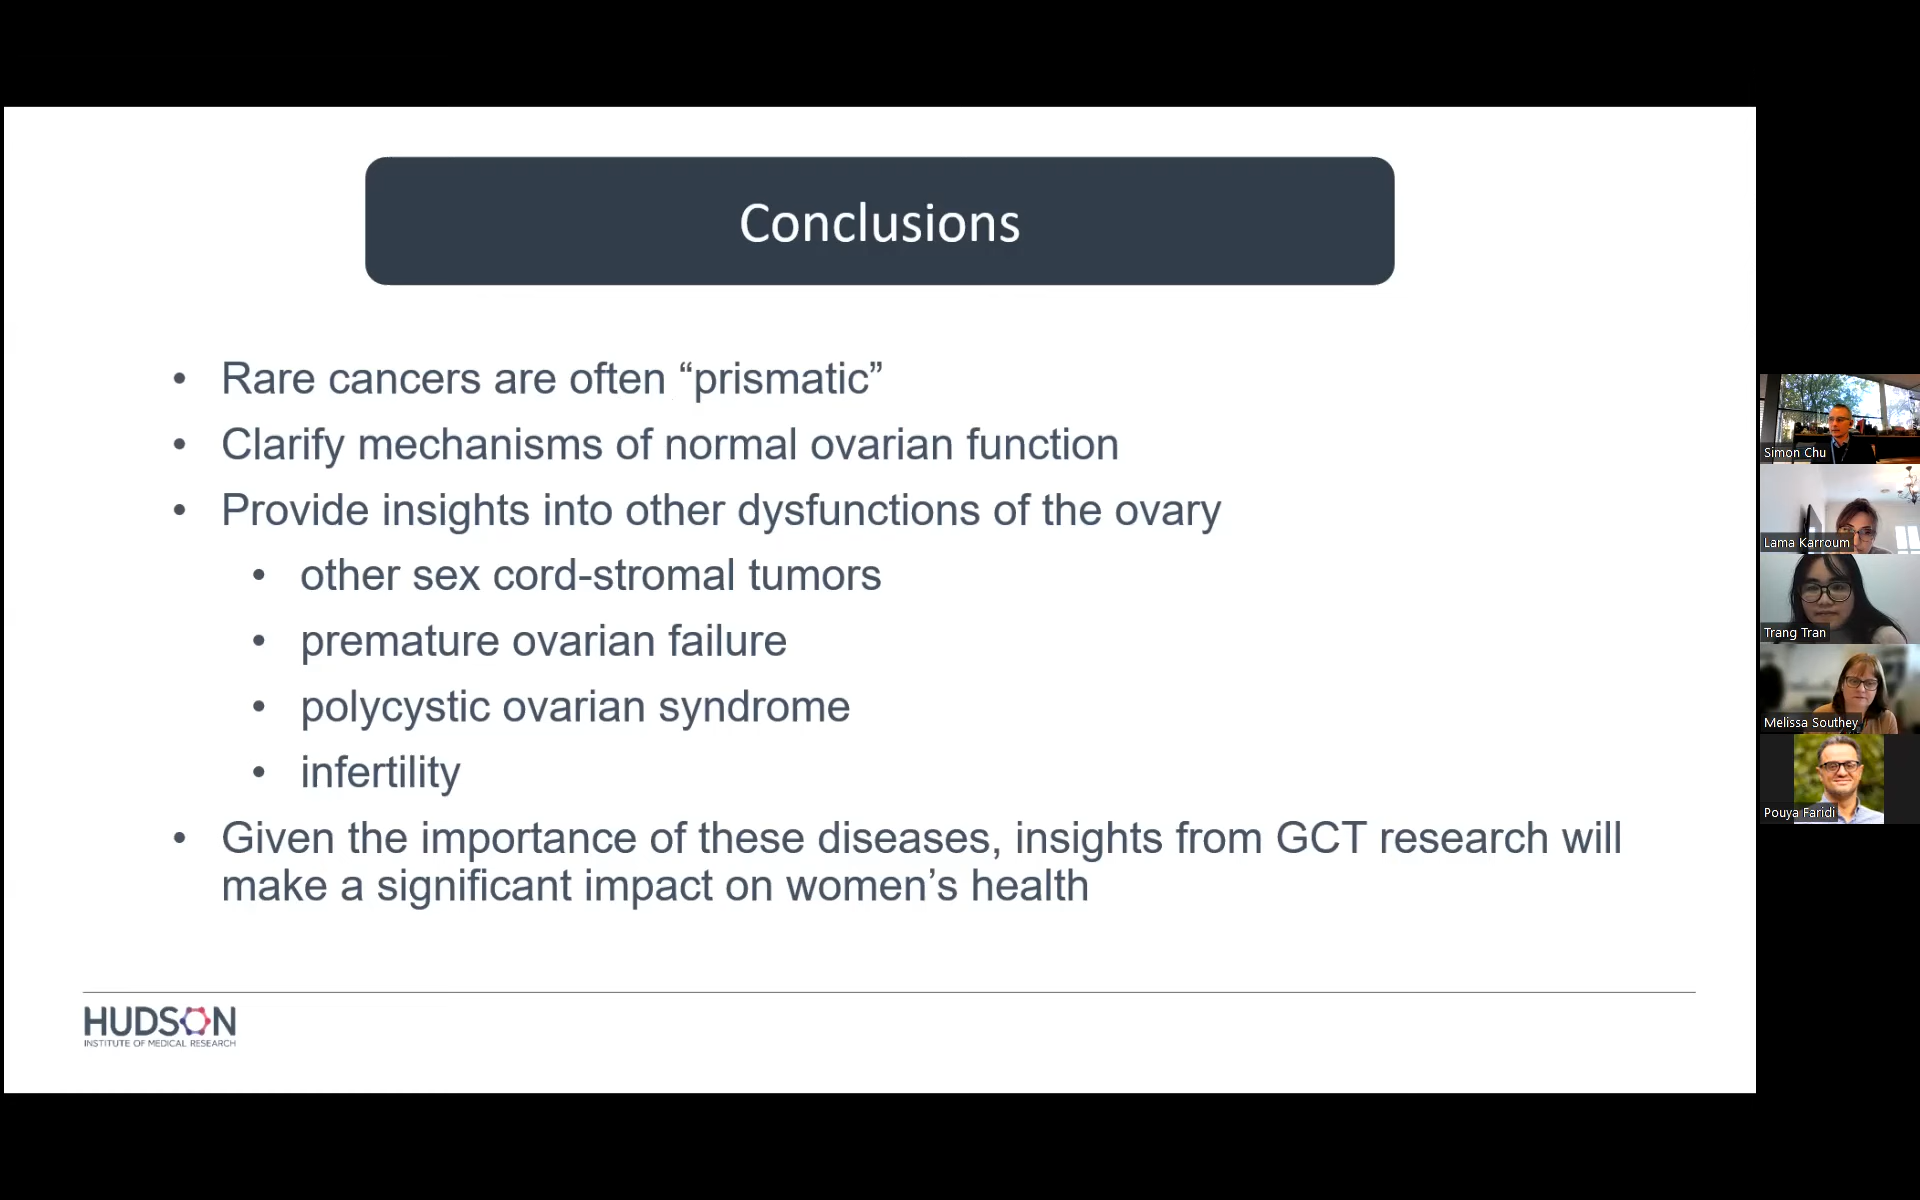 Conclusions
• Rare cancers are often “prismatic”
• Clarify mechanisms of normal ovarian function
• Provide insights into other dysfunctions of the ovary
• other sex cord-stromal tumors
• premature ovarian failure
• polycystic ovarian syndrome
• infertility
• Given the importance of these diseases, insights from GCT research will
make a significant impact on women’s health
HUDSON
INSTITUTE OF MEDICAL RESEARCH
Simon Chu
Lama Karroum
Trang Tran
Melissa Southey
Pouya Faridi